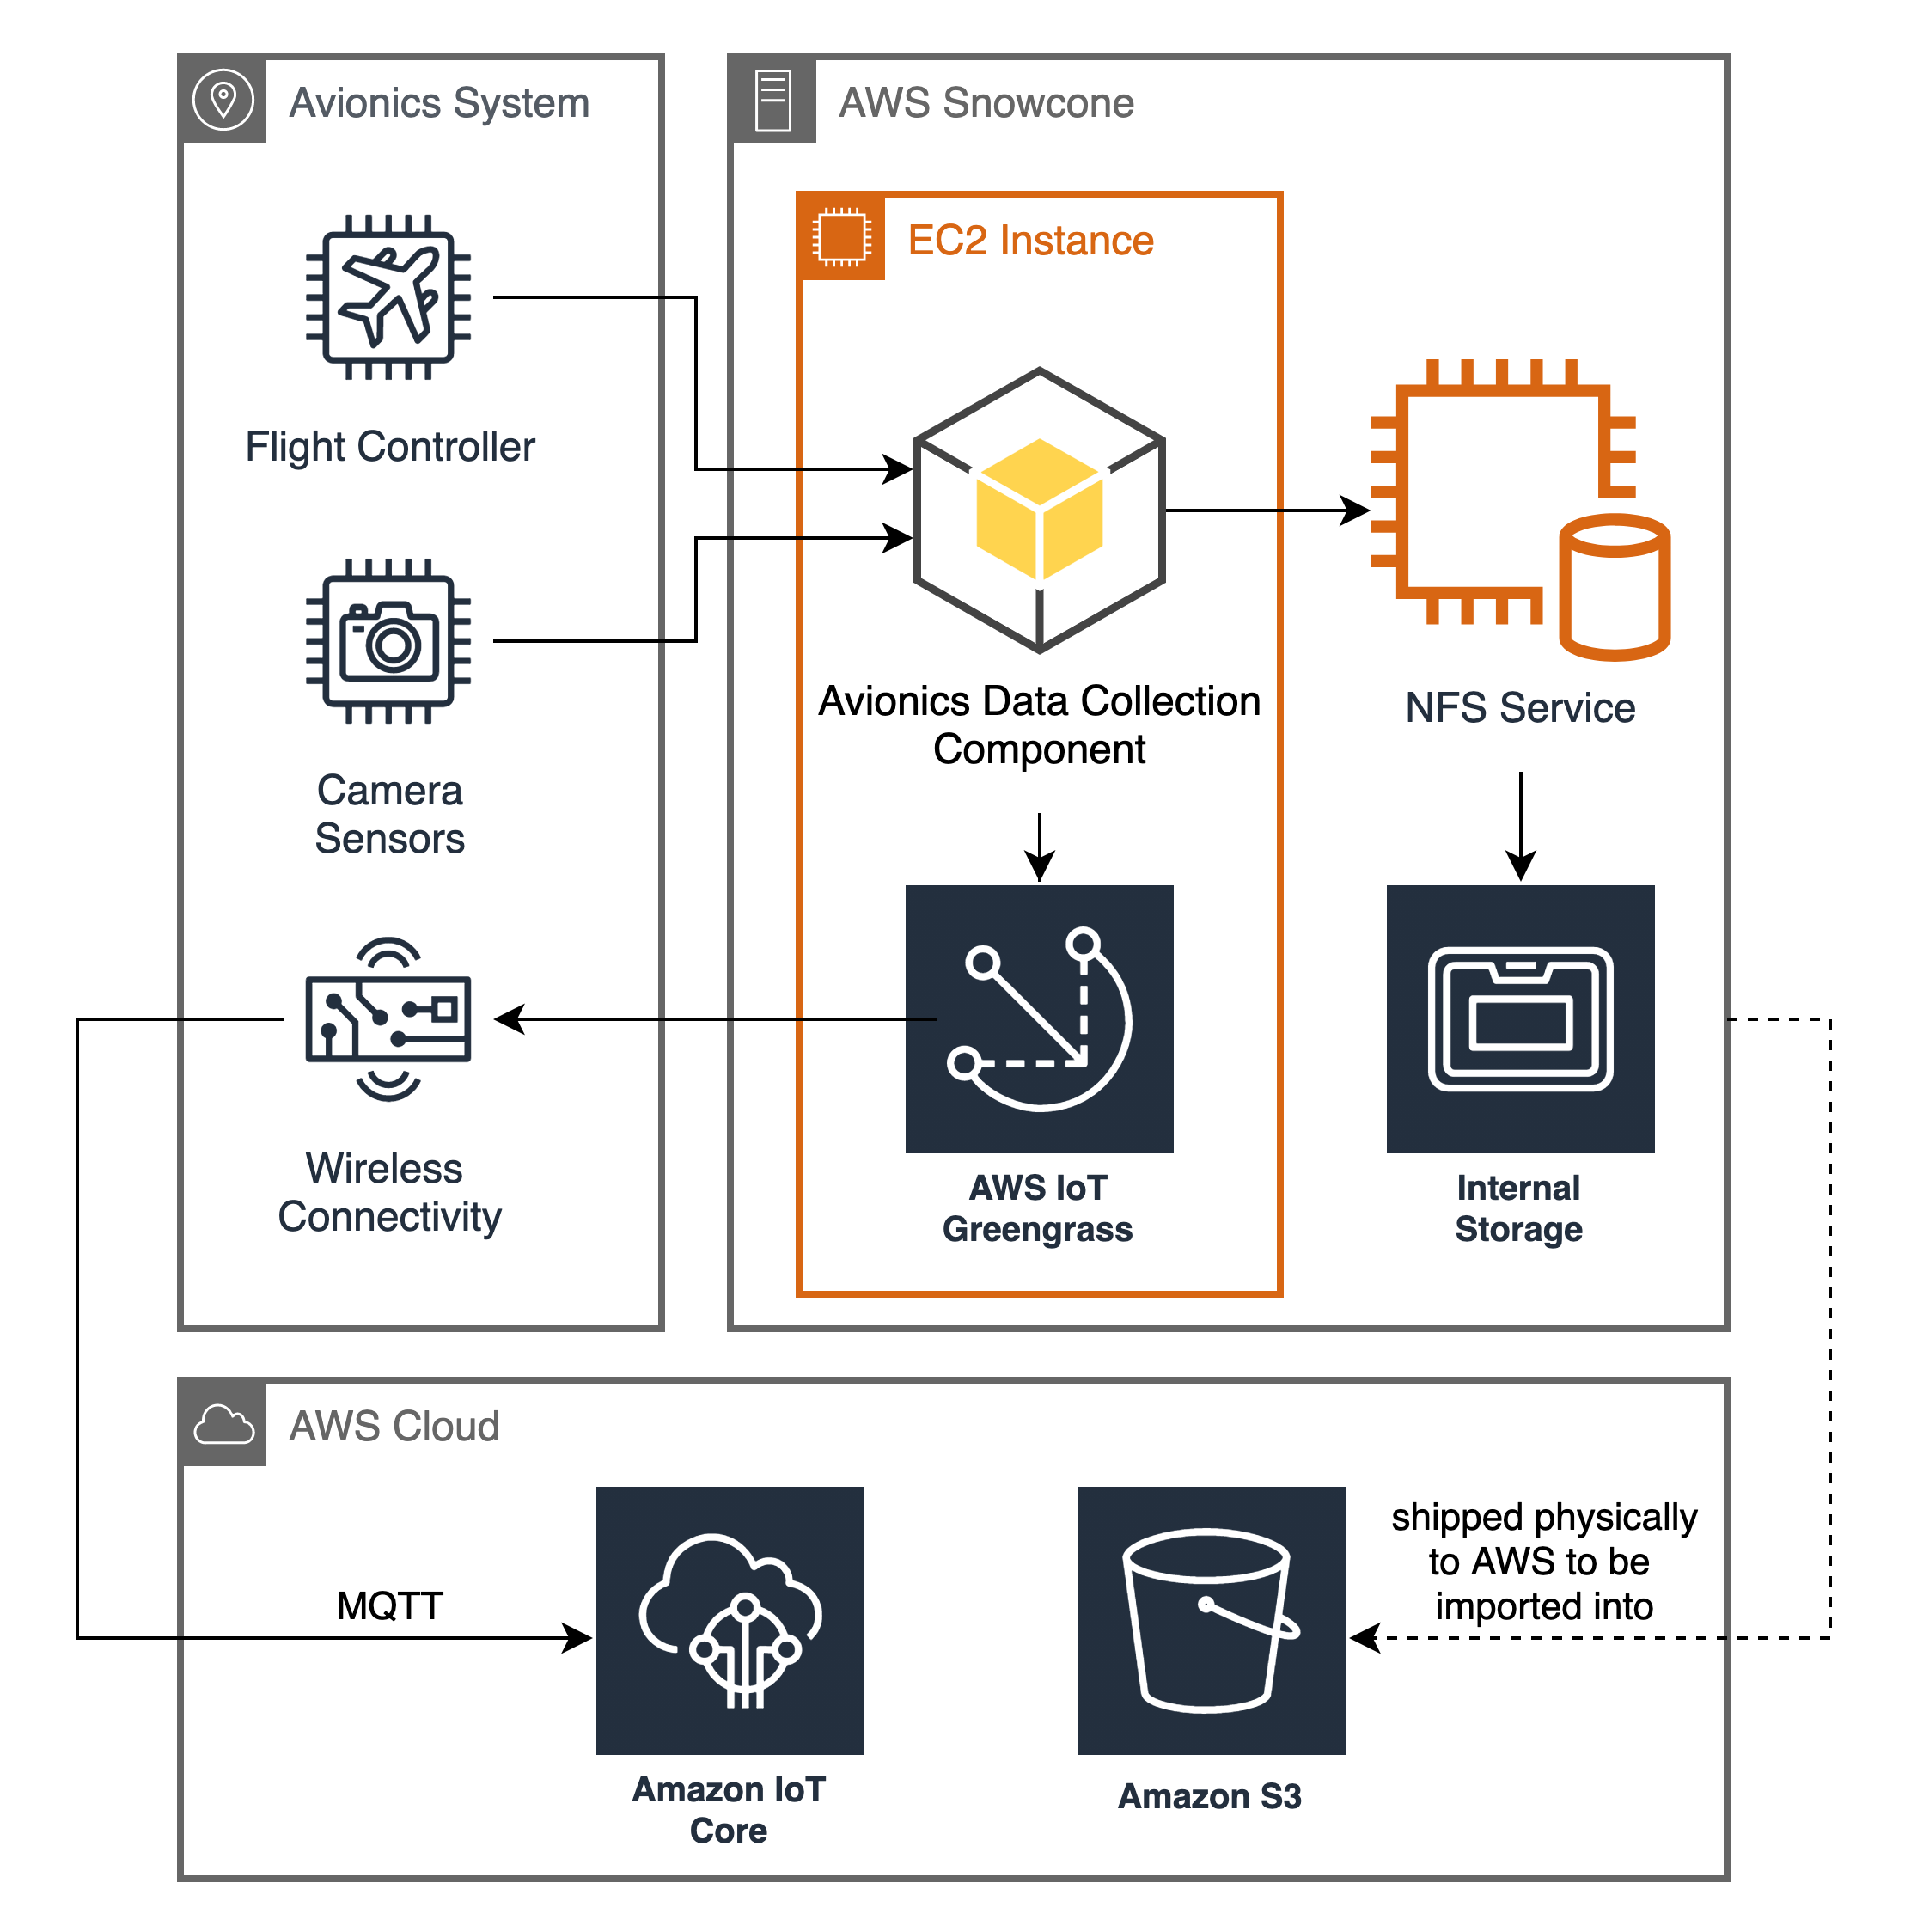 Avionics System
AWS Snowcone
EC2 Instance
Flight Controller
Avionics Data Collection
Component
NFS Service
Camera
Sensors
Wireless
Connectivity
AWS IoT
Greengrass
Internal
Storage
AWS Cloud
MQTT
shipped physically
to AWS to be
imported into
Amazon IoT
Core
Amazon S3